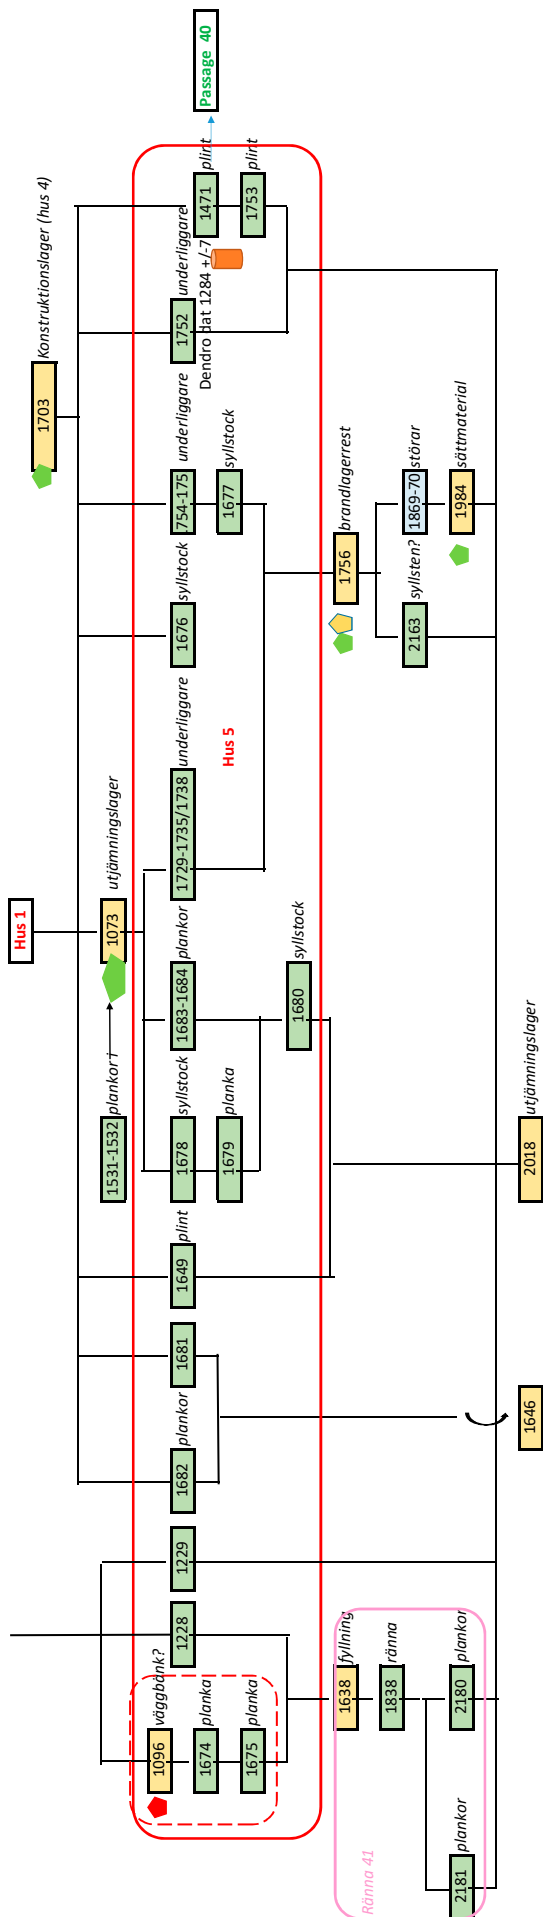 Hus 1
1703 Konstruktionslager (hus 4)
1531-1532 plankor i
1073 utjämningslager
1096 väggbänk?
1228
1229
1682 plankor
1681
1649 plint
1678 syllstock
1683-1684 plankor
1729-1735/1738 underliggare
1676 syllstock
1754-175 underliggare
1752 underliggare
1674 planka
Dendro dat 1284 +/-7
1471 plint
Passage 40
1679 planka
Hus 5
1677 syllstock
1675 planka
1753 plint
1680 syllstock
1638 fyllning
1756 brandlagerrest
Ränna 41
1838 ränna
2163 syllsten?
1869-70 störar
2181 plankor
2180 plankor
1984 sättmaterial
1646
2018 utjämningslager